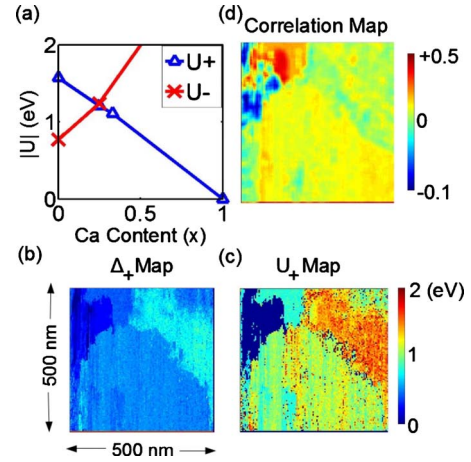 (a)
2
1
0
|U| (eV)
0
0.5
1
Ca Content (x)
U+
U-
(d)
Correlation Map
+0.5
0
-0.1
(b)
Δ+ Map
500 nm
500 nm
(c)
U+ Map
2 (eV)
1
0